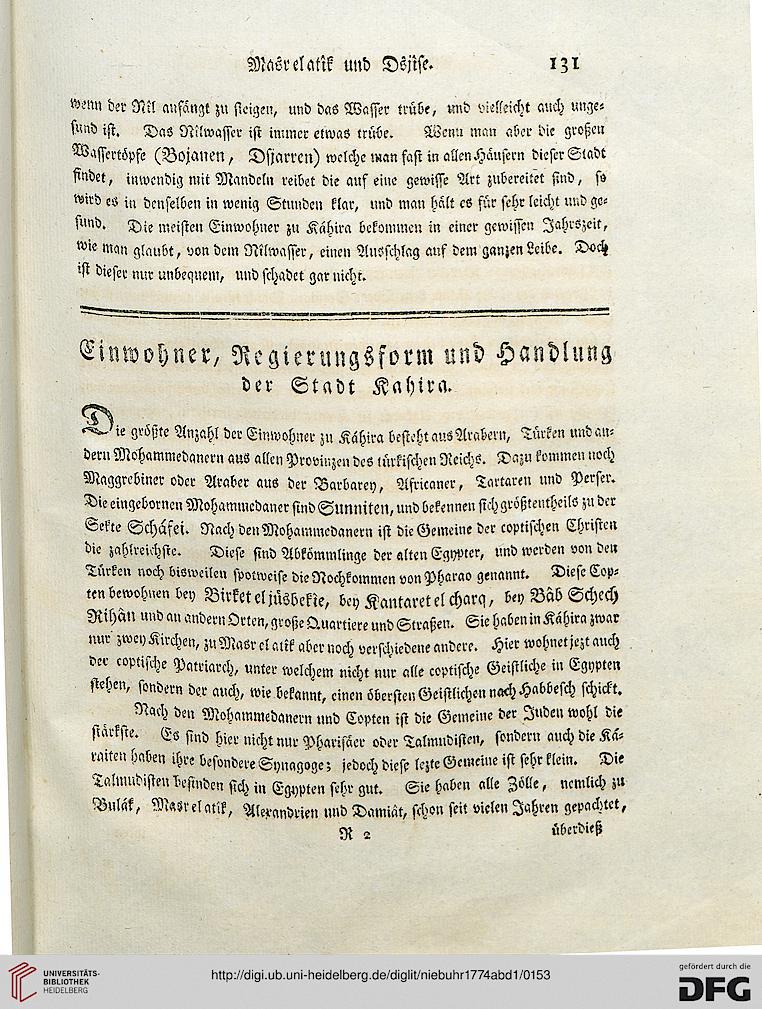 Masr el atîk und Dsjise. 131
wenn der Nil anfängt zu steigen, und das Wasser trübe, und vielleicht auch unge-
sund ist. Das Nilwasser ist immer etwas trübe. Wenn man aber die großen
Wassertöpfe (Bojanen, Dsjarren) welche man fast in allen Häusern dieser Stadt
findet, inwendig mit Mandeln reibet die auf eine gewisse Art zubereitet sind, so
wird es in denselben in wenig Stunden klar, und man hält es für sehr leicht und ge-
sund. Die meisten Einwohner zu Káhira bekommen in einer gewissen Jahrszeit,
wie man glaubt, von dem Nilwasser, einen Ausschlag auf dem ganzen Leibe. Doch
ist dieser nur unbequem, und schadet gar nicht.
Einwohner, Regierungsform und Handlung
der Stadt Kahira.
Die größte Anzahl der Einwohner zu Káhira besteht aus Arabern, Türken und an-
dern Mohammedanern aus allen Provinzen des türkischen Reichs. Dazu kommen noch
Maggrebiner oder Araber aus der Barbarey, Africaner, Tartaren und Perser.
Die eingebornen Mohammedaner sind Sunniten, und bekennen sich größtentheils zu der
Sekte Schâfei. Nach den Mohammedanern ist die Gemeine der coptischen Christen
die zahlreichste. Diese sind Abkömmlinge der alten Egypter, und werden von den
Türken noch bisweilen spotweise die Nochkommen von Pharao genannt. Diese Cop-
ten bewohnen bey Birket el jüsbekîe, bey Kantaret el charq, bey Bâb Schech
Rihân und an andern Orten, große Quartiere und Straßen. Sie haben in Káhira zwar
nur zwey Kirchen, zu Masr el atîk aber noch verschiedene andere. Hier wohnet jezt auch
der coptische Patriarch, unter welchem nicht nur alle coptische Geistliche in Egypten
stehen, sondern der auch, wie bekannt, einen öbersten Geistlichen nach Habbesch schickt.
Nach den Mohammedanern und Copten ist die Gemeine der Juden wohl die
stärkste. Es sind hier nicht nur Pharisäer oder Talmudisten, sondern auch die Kâ-
raiten haben ihre besondere Synagoge; jedoch diese lezte Gemeine ist sehr klein. Die
Talmudisten befinden sich in Egypten sehr gut. Sie haben alle Zölle, nemlich zu
Bulák, Masr el atîk, Alexandrien und Damiât, schon seit vielen Jahren gepachtet,
R 2 überdieß
UNIVERSITÄTS-
BIBLIOTHEK
HEIDELBERG
http://digi.ub.uni-heidelberg.de/diglit/niebuhr1774abd1/0153
gefördert durch die
DFG